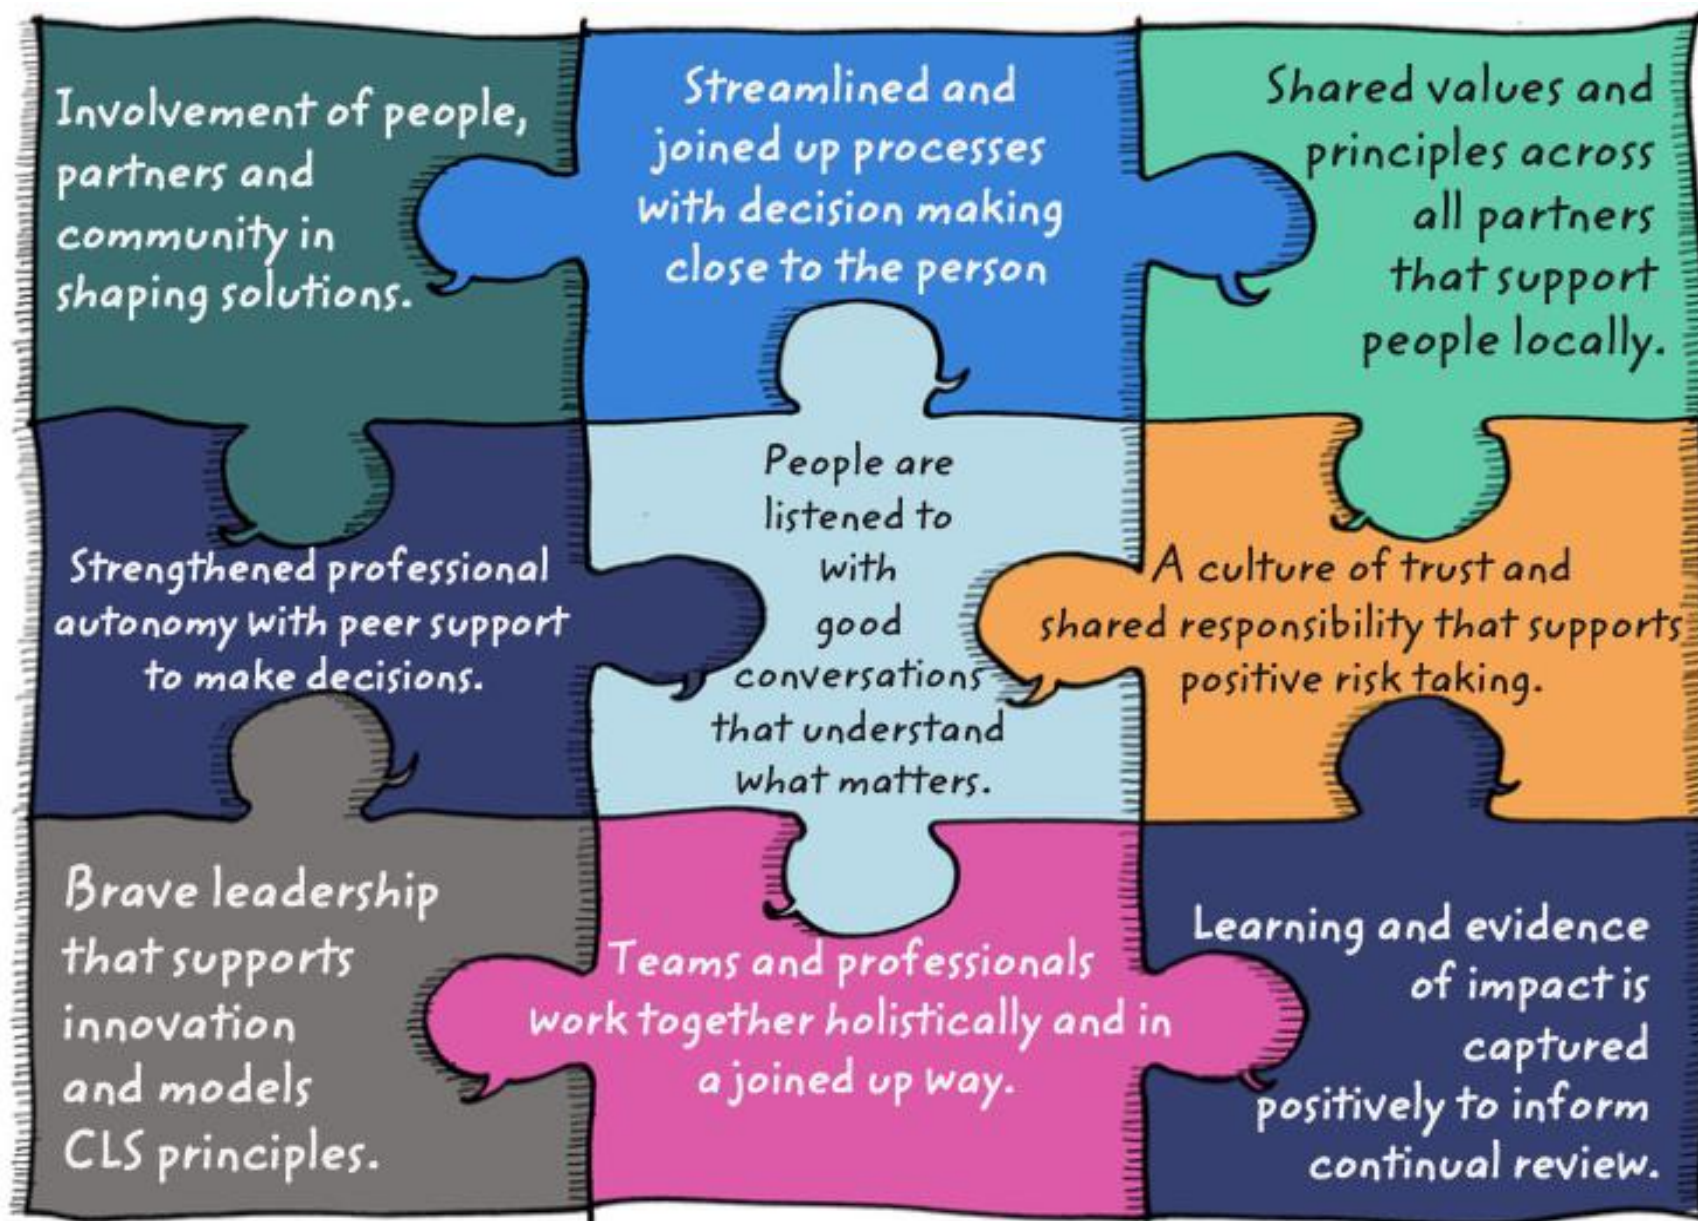 Involvement of people,
partners and
community in
shaping solutions.
Streamlined and
joined up processes
with decision making
close to the person
Shared values and
principles across
all partners
that support
people locally.
Strengthened professional
autonomy with peer support
to make decisions.
People are
listened to
with
good
conversations
that understand
what matters.
A culture of trust and
shared responsibility that supports
positive risk taking.
Brave leadership
that supports
innovation
and models
CLS principles.
Teams and professionals
work together holistically and in
a joined up way.
Learning and evidence
of impact is
captured
positively to inform
continual review.